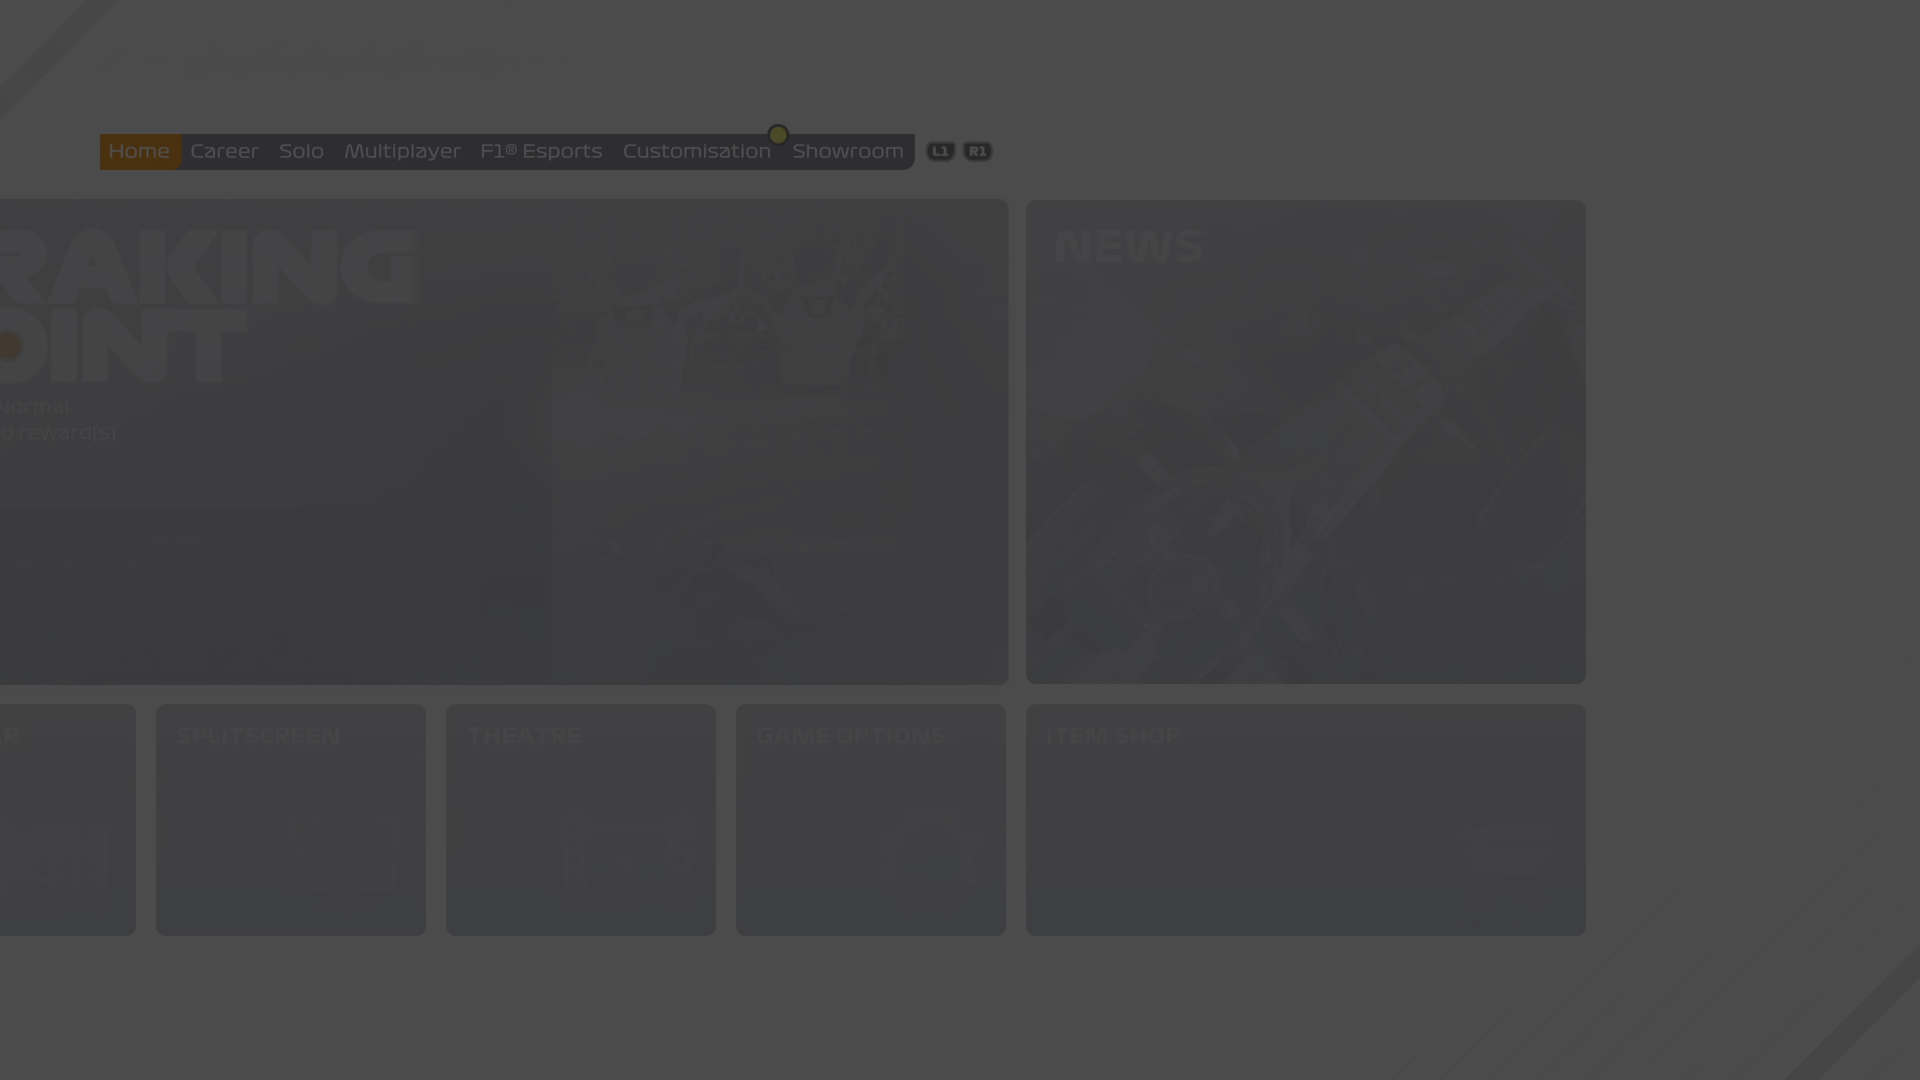 Home Career Solo Multiplayer F1® Esports Customisation Showroom L1 R1
RAKING
OINT
Normal
d reward(s)
NEWS
AR
SPLITSCREEN
THEATRE
GAME OPTIONS
ITEM SHOP